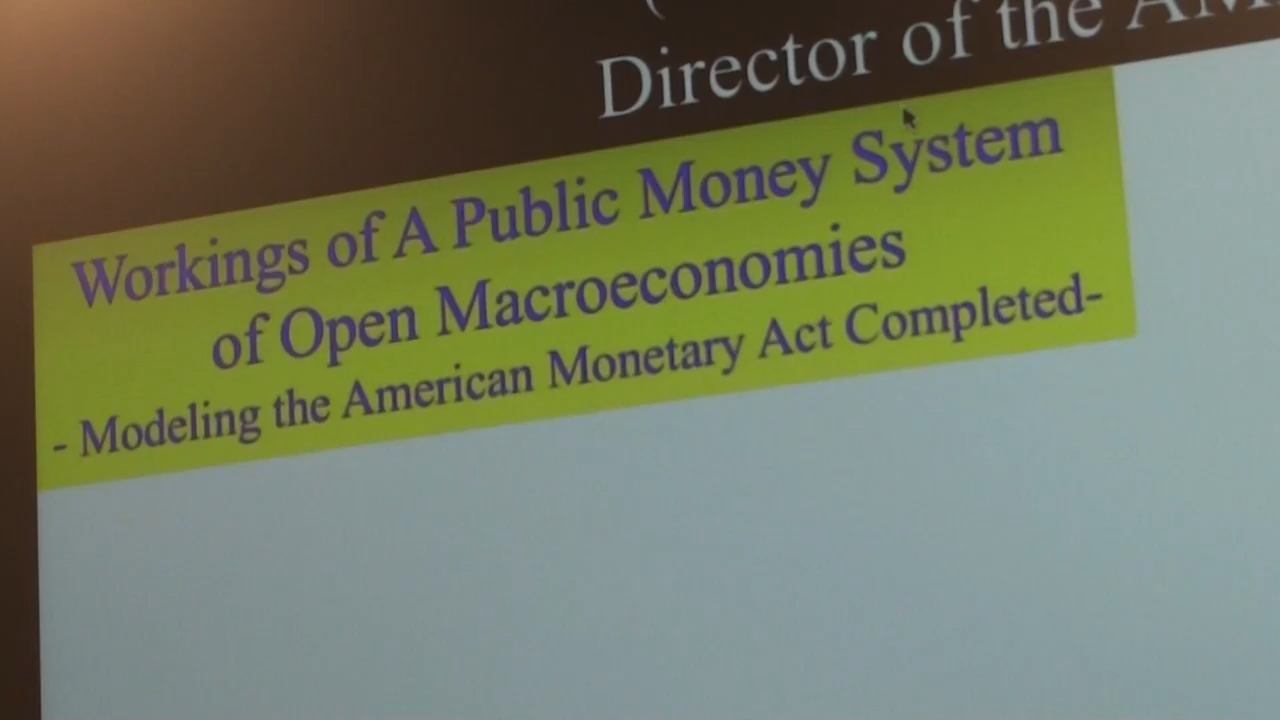 Director of the
Workings of A Public Money System
of Open Macroeconomies
- Modeling the American Monetary Act Completed-